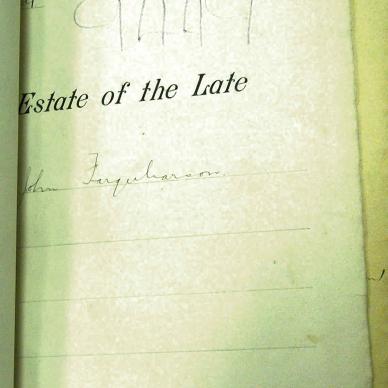 Estate of the Late
John Farquharson